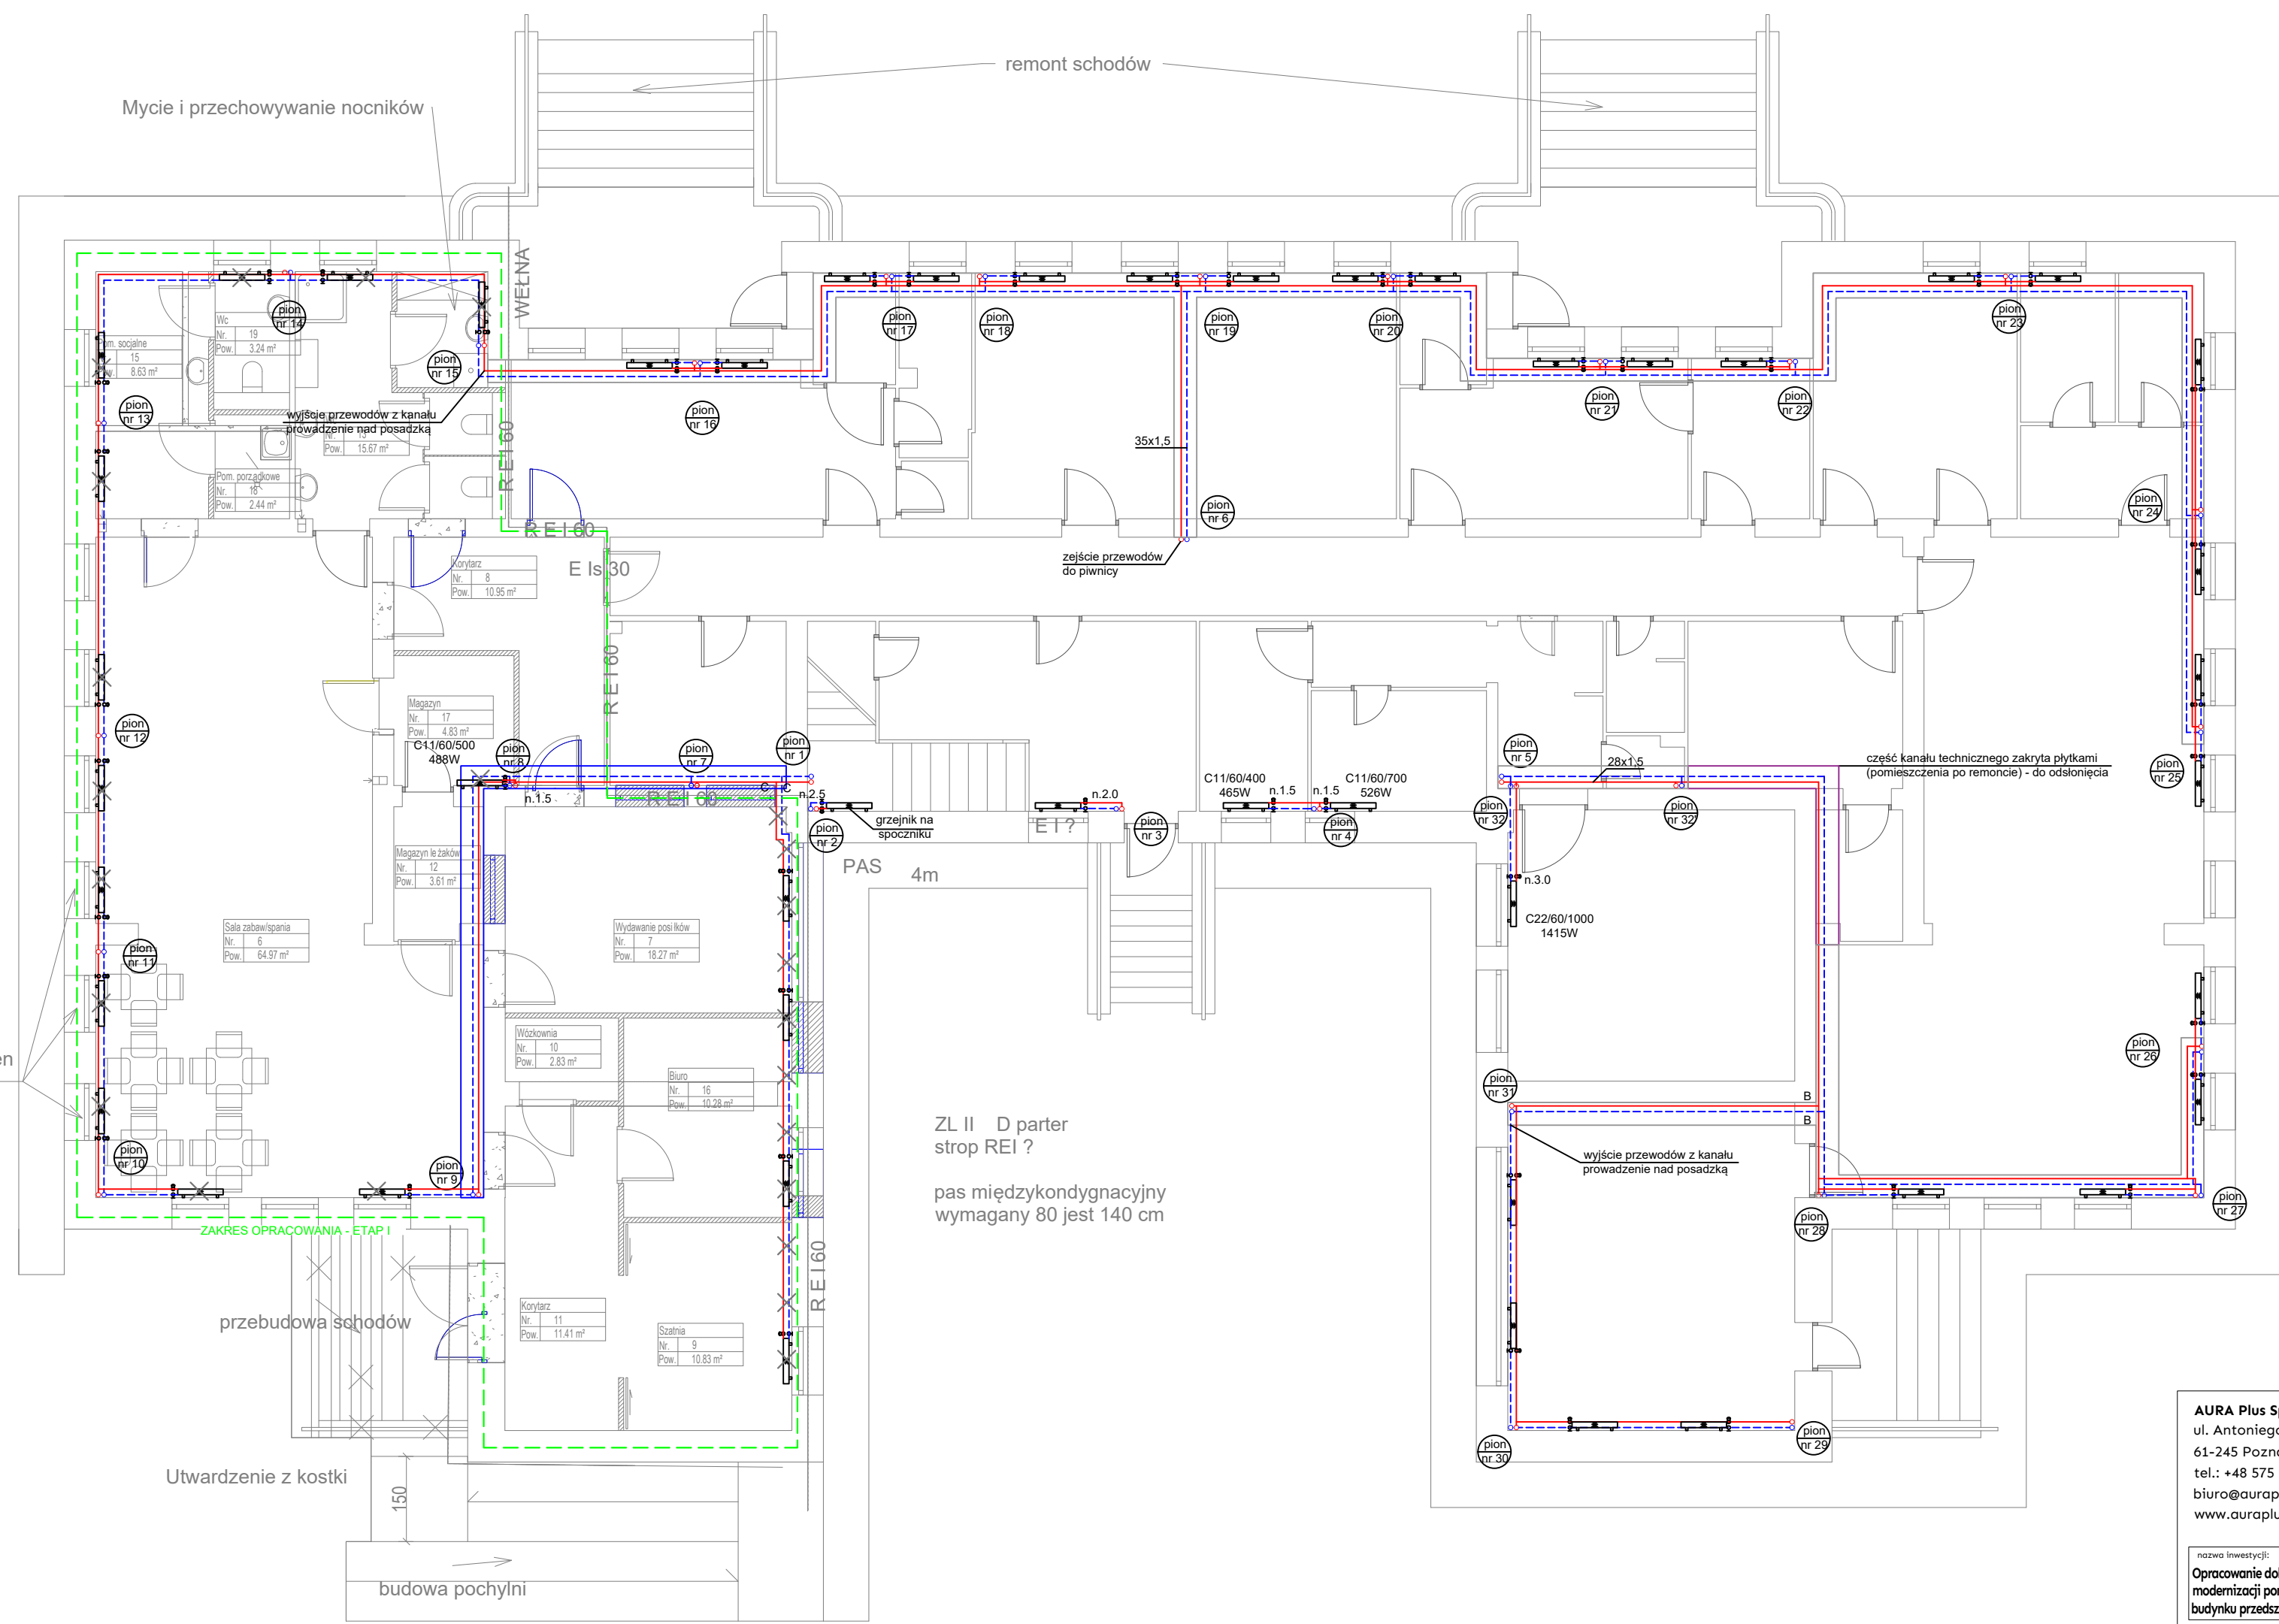 remont schodów
Mycie i przechowywanie nocników
WEŁNA
pion
nr 14
Wc
Nr. 19
Pow. 3.24 m²
Pom. socjalne
15
8.63 m²
pion
nr 15
pion
nr 13
wyjście przewodów z kanału
prowadzenie nad posadzką
Pow. 15.67 m²
Pom. porządkowe
Nr. 18
Pow. 2.44 m²
R E I 60
pion
nr 16
pion
nr 17
pion
nr 18
pion
nr 19
pion
nr 20
pion
nr 21
pion
nr 22
pion
nr 23
pion
nr 24
35x1,5
pion
nr 6
R E I 60
E Is 30
zejście przewodów
do piwnicy
Korytarz
Nr. 8
Pow. 10.95 m²
R E I 60
Magazyn
Nr. 17
Pow. 4.83 m²
C11/60/500
488W
pion
nr 12
pion
nr 8
pion
nr 7
pion
nr 1
n.1.5
R E I 60
C
C
n.2.5
grzejnik na
spoczniku
pion
nr 2
n.2.0
E I ?
pion
nr 3
C11/60/400
465W
n.1.5
n.1.5
C11/60/700
526W
pion
nr 4
pion
nr 5
28x1,5
pion
nr 32
pion
nr 32'
część kanału technicznego zakryta płytkami
(pomieszczenia po remoncie) - do odsłonięcia
pion
nr 25
PAS
4m
n.3.0
C22/60/1000
1415W
Magazyn leżaków
Nr. 12
Pow. 3.61 m²
Sala zabaw/spania
Nr. 6
Pow. 64.97 m²
Wydawanie posiłków
Nr. 7
Pow. 18.27 m²
pion
nr 11
Wózkownia
Nr. 10
Pow. 2.83 m²
Biuro
Nr. 16
Pow. 10.28 m²
pion
nr 26
pion
nr 31
B
B
ZL II D parter
strop REI ?
pas międzykondygnacyjny
wymagany 80 jest 140 cm
wyjście przewodów z kanału
prowadzenie nad posadzką
pion
nr 10
pion
nr 9
pion
nr 27
pion
nr 28
ZAKRES OPRACOWANIA - ETAP I
R E I 60
przebudowa schodów
Korytarz
Nr. 11
Pow. 11.41 m²
Szatnia
Nr. 9
Pow. 10.83 m²
pion
nr 30
pion
nr 29
Utwardzenie z kostki
150
budowa pochylni
AURA Plus
ul. Antoniego
61-245
tel.: +48 575
nazwa inwestycji:
Opracowanie
modernizacji
budynku